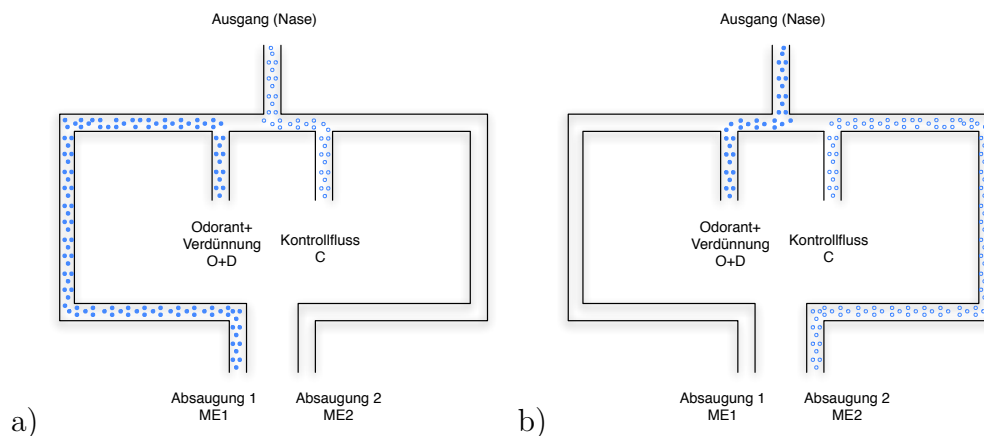 Ausgang (Nase)
Odorant+
Verdünnung
O+D
Kontrollfluss
C
Absaugung 1
ME1
Absaugung 2
ME2
a)
Ausgang (Nase)
Odorant+
Verdünnung
O+D
Kontrollfluss
C
Absaugung 1
ME1
Absaugung 2
ME2
b)